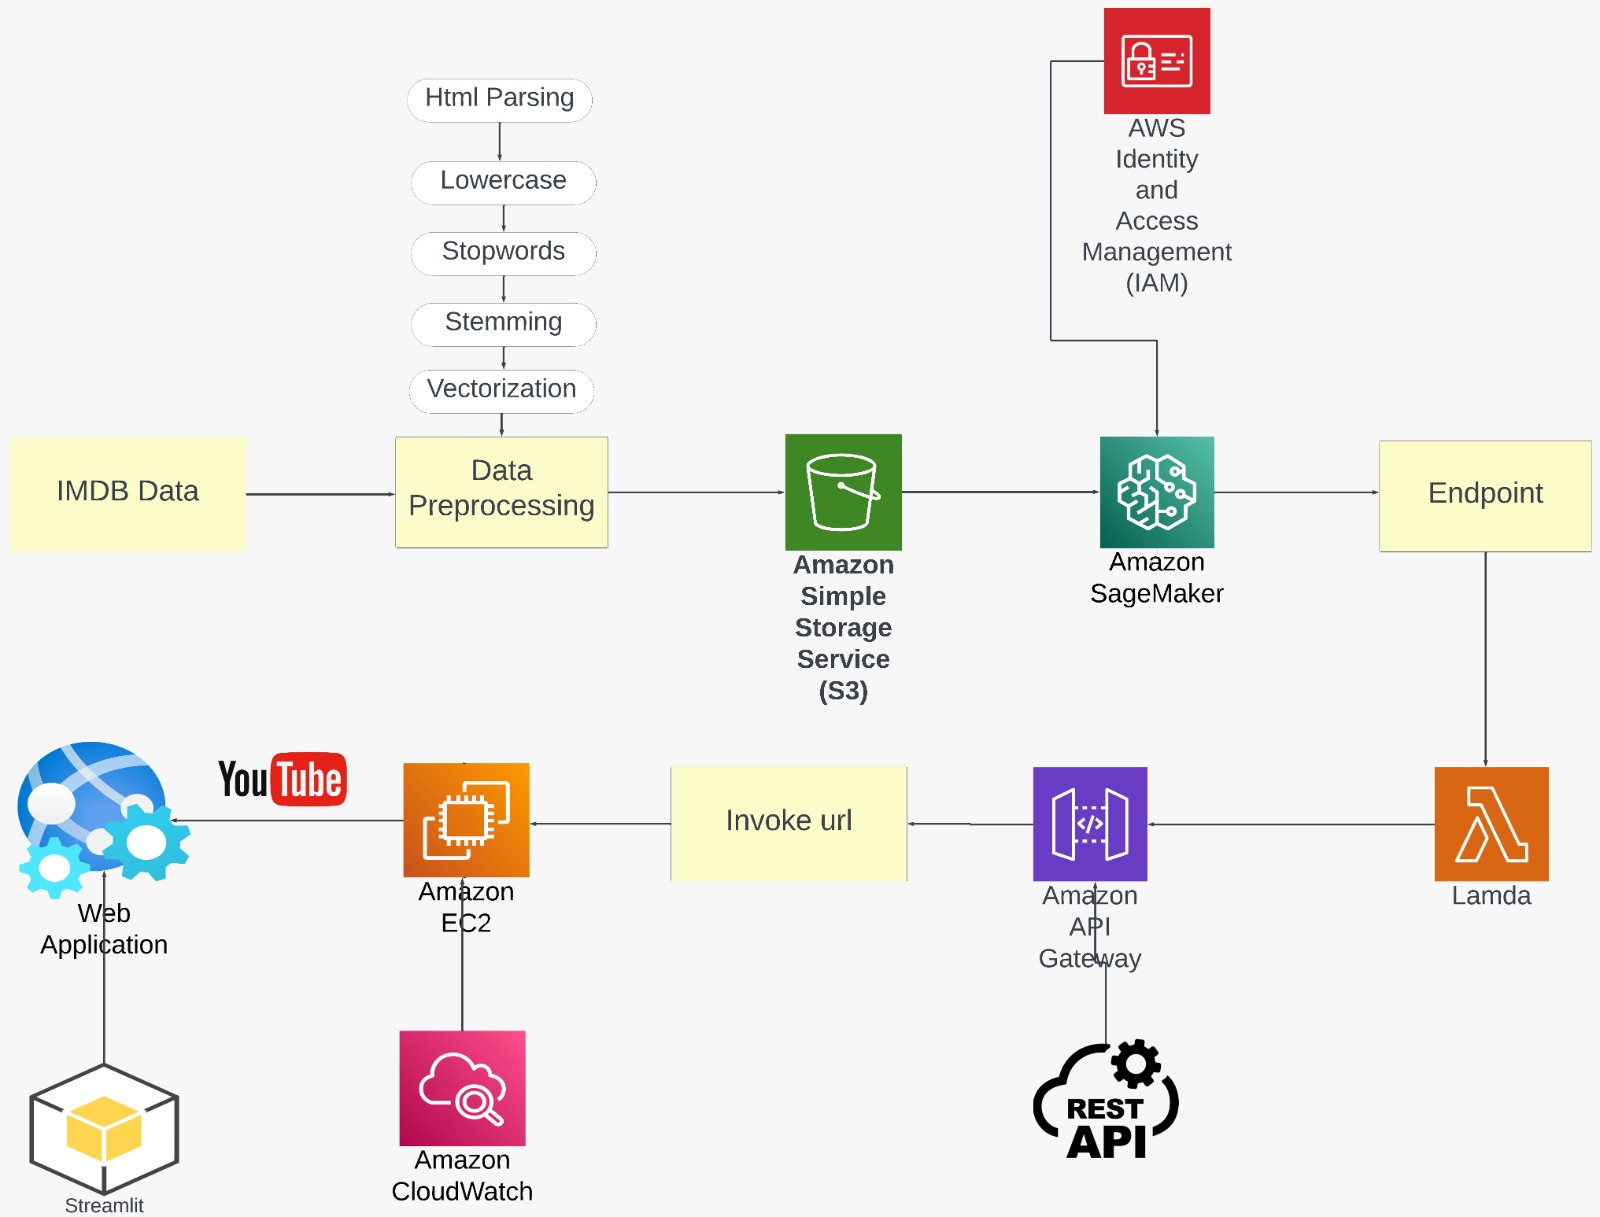 Html Parsing
Lowercase
Stopwords
Stemming
Vectorization
AWS
Identity
and
Access
Management
(IAM)
IMDB Data
Data
Preprocessing
Amazon
Simple
Storage
Service
(S3)
Amazon
SageMaker
Endpoint
Web
Application
YouTube
Amazon
EC2
Invoke url
Amazon
API
Gateway
Lamda
Streamlit
Amazon
CloudWatch
REST
API